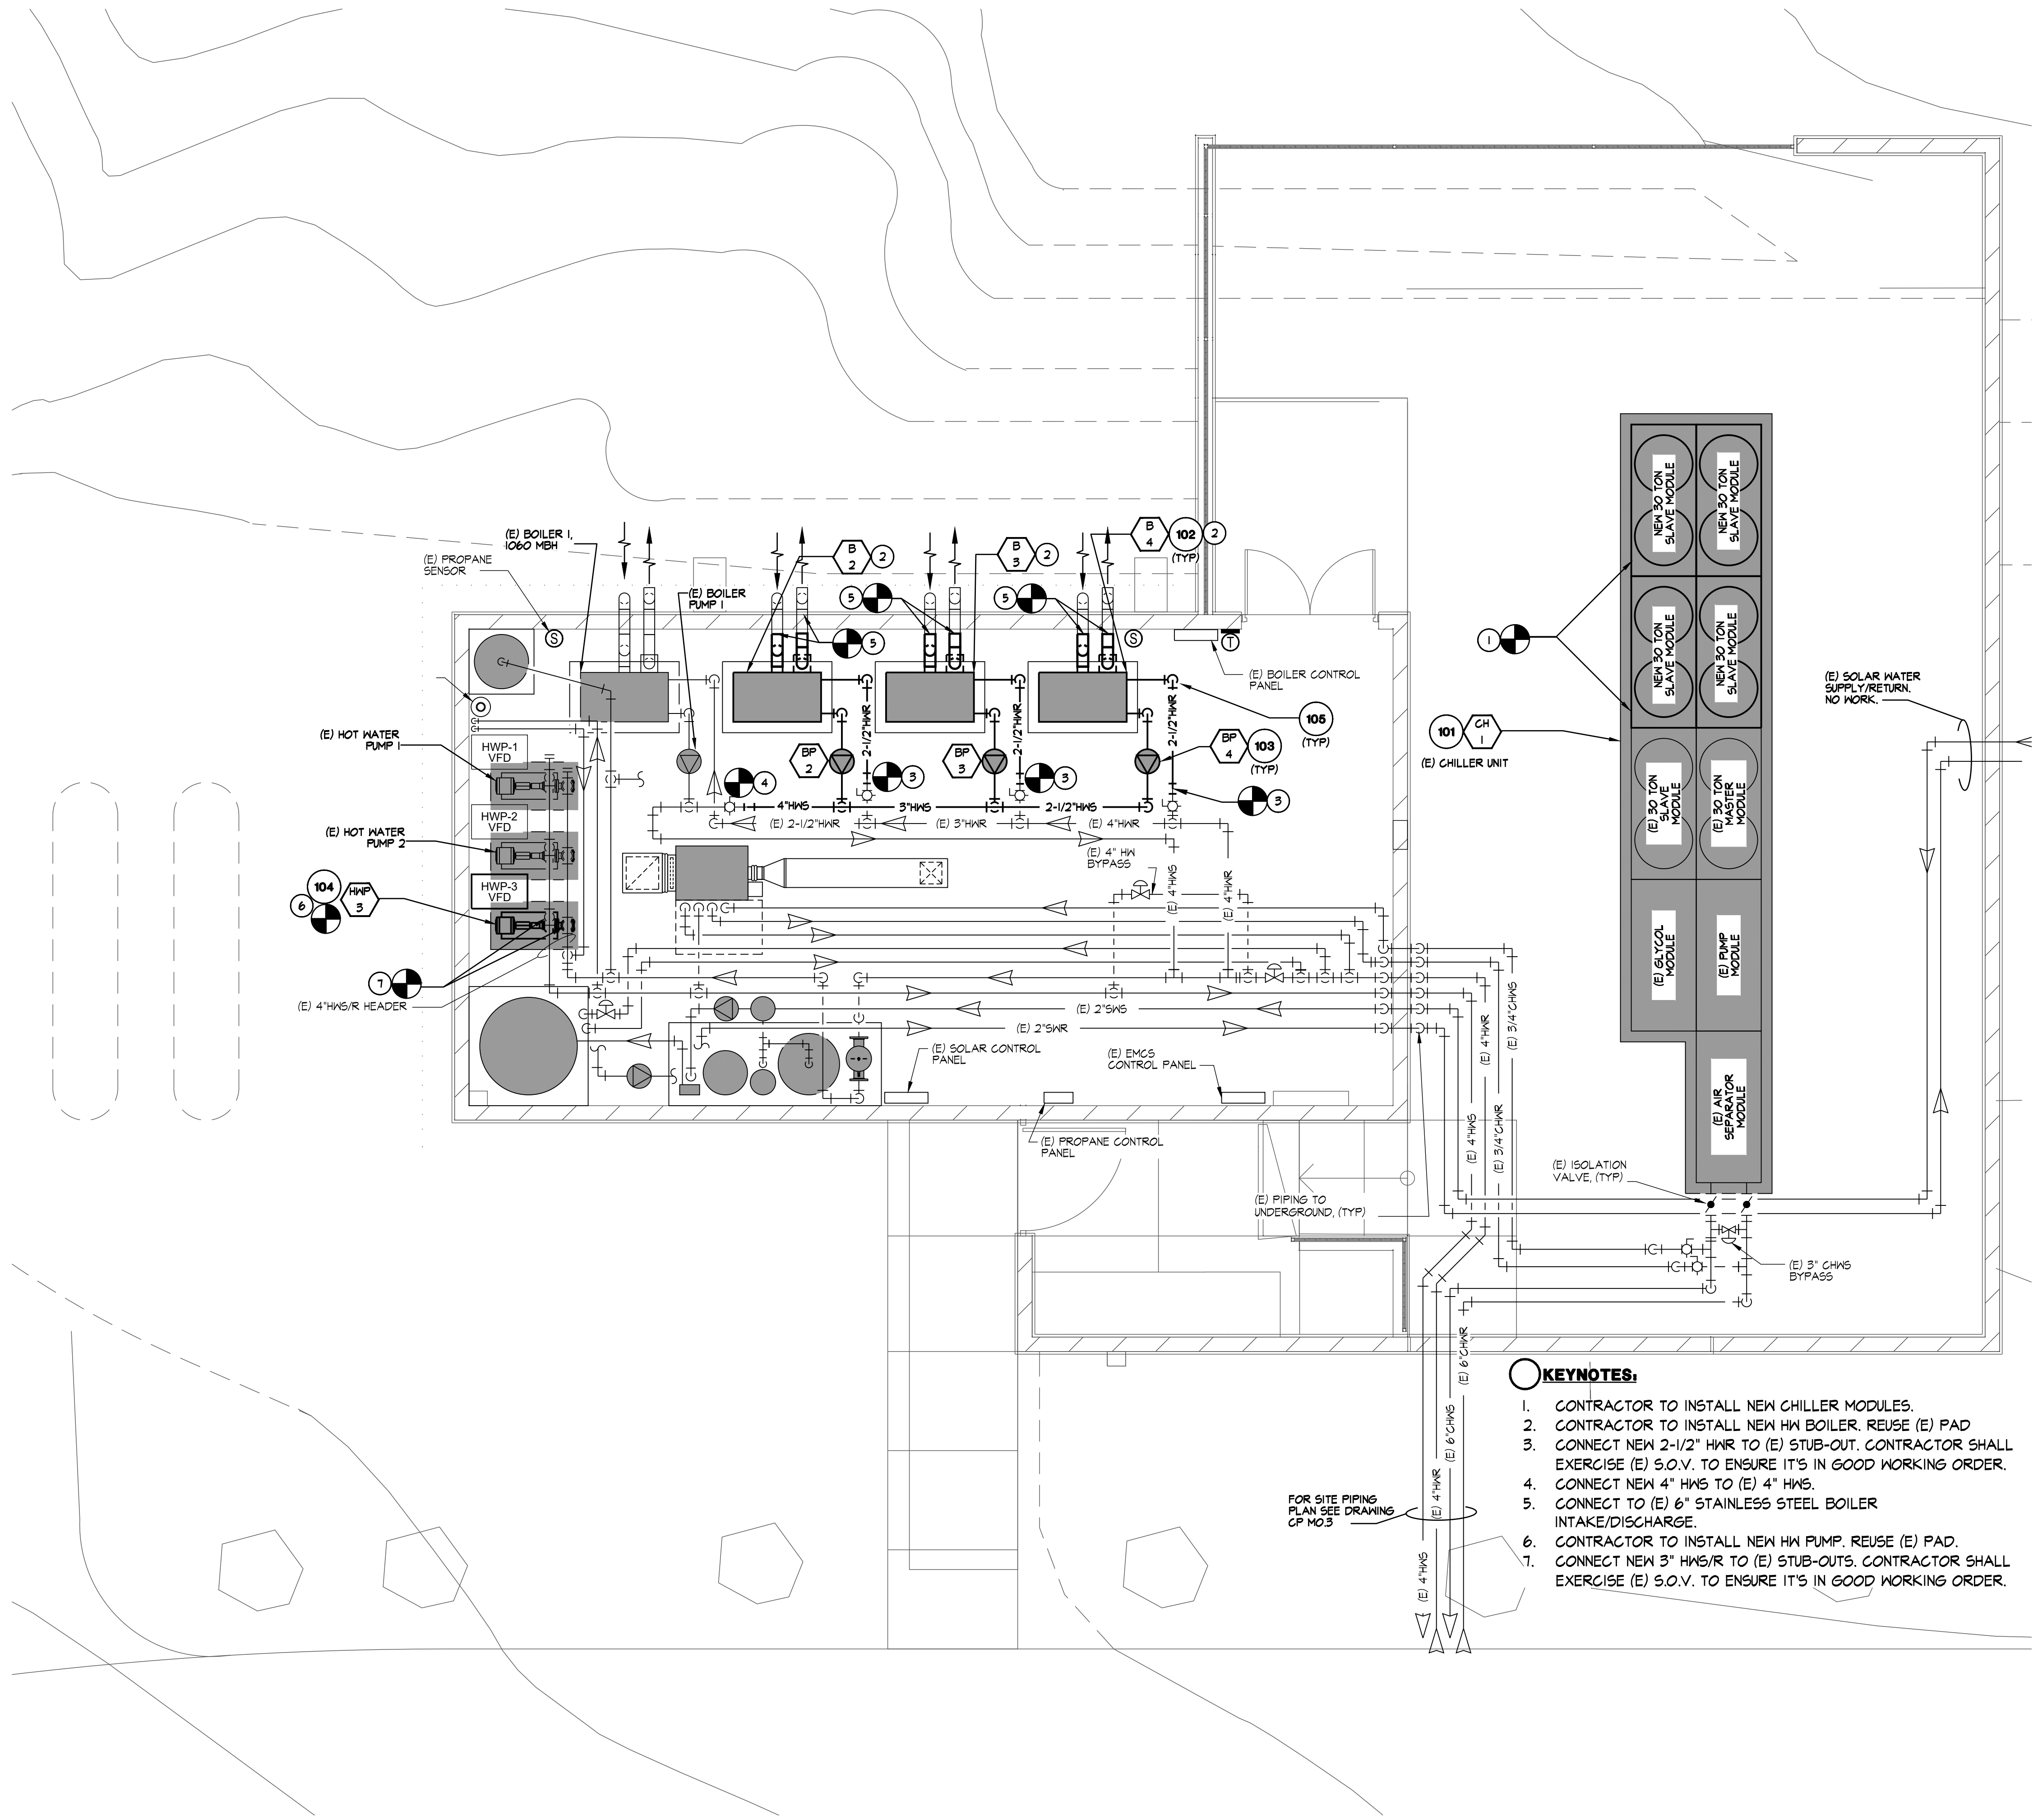 (E) BOILER 1,
1060 MBH
(E) PROPANE
SENSOR
(E) BOILER
PUMP 1
B
2
2
B
3
2
B
4
102
2
(TYP)
5
5
5
S
S
T
(E) BOILER CONTROL
PANEL
2-1/2"HWR
2-1/2"HWR
2-1/2"HWR
105
(TYP)
BP
2
BP
3
BP
4
103
(TYP)
4
3
3
3
4"HWS
3"HWS
2-1/2"HWS
(E) 2-1/2"HWR
(E) 3"HWR
(E) 4"HWR
(E) 4" HW
BYPASS
(E) 4"HWS
(E) 4"HWR
(E) HOT WATER
PUMP 1
HWP-1
VFD
(E) HOT WATER
PUMP 2
HWP-2
VFD
HWP-3
VFD
104
6
HWP
3
7
(E) 4"HWS/R HEADER
(E) 2"SWS
(E) 2"SWR
(E) SOLAR CONTROL
PANEL
(E) EMCS
CONTROL PANEL
(E) PROPANE CONTROL
PANEL
(E) PIPING TO
UNDERGROUND, (TYP)
(E) 4"HWS
(E) 4"HWR
(E) 3/4"CHWR
(E) 3/4"CHWS
NEW 30 TON
SLAVE MODULE
NEW 30 TON
SLAVE MODULE
NEW 30 TON
SLAVE MODULE
NEW 30 TON
SLAVE MODULE
1
101
CH
1
(E) CHILLER UNIT
(E) 30 TON
SLAVE
MODULE
(E) 30 TON
MASTER
MODULE
(E) GLYCOL
MODULE
(E) PUMP
MODULE
(E) AIR
SEPARATOR
MODULE
(E) SOLAR WATER
SUPPLY/RETURN.
NO WORK.
(E) ISOLATION
VALVE, (TYP)
(E) 3" CHWS
BYPASS
(E) 4"HWS
(E) 4"HWR
(E) 6"CHWS
(E) 6"CHWR
FOR SITE PIPING
PLAN SEE DRAWING
CP M0.3
KEYNOTES:
1. CONTRACTOR TO INSTALL NEW CHILLER MODULES.
2. CONTRACTOR TO INSTALL NEW HW BOILER. REUSE (E) PAD
3. CONNECT NEW 2-1/2" HWR TO (E) STUB-OUT. CONTRACTOR SHALL
EXERCISE (E) S.O.V. TO ENSURE IT'S IN GOOD WORKING ORDER.
4. CONNECT NEW 4" HWS TO (E) 4" HWS.
5. CONNECT TO (E) 6" STAINLESS STEEL BOILER
INTAKE/DISCHARGE.
6. CONTRACTOR TO INSTALL NEW HW PUMP. REUSE (E) PAD.
7. CONNECT NEW 3" HWS/R TO (E) STUB-OUTS. CONTRACTOR SHALL
EXERCISE (E) S.O.V. TO ENSURE IT'S IN GOOD WORKING ORDER.